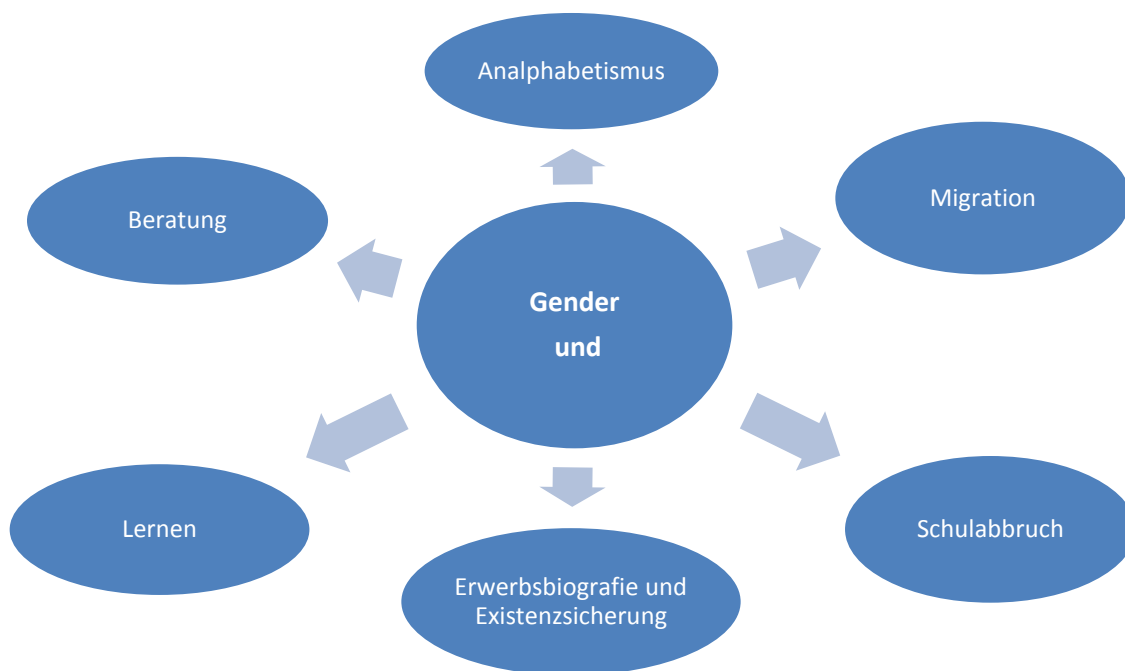 Analphabetismus
Migration
Beratung
Gender
und
Lernen
Schulabbruch
Erwerbsbiografie und
Existenzsicherung